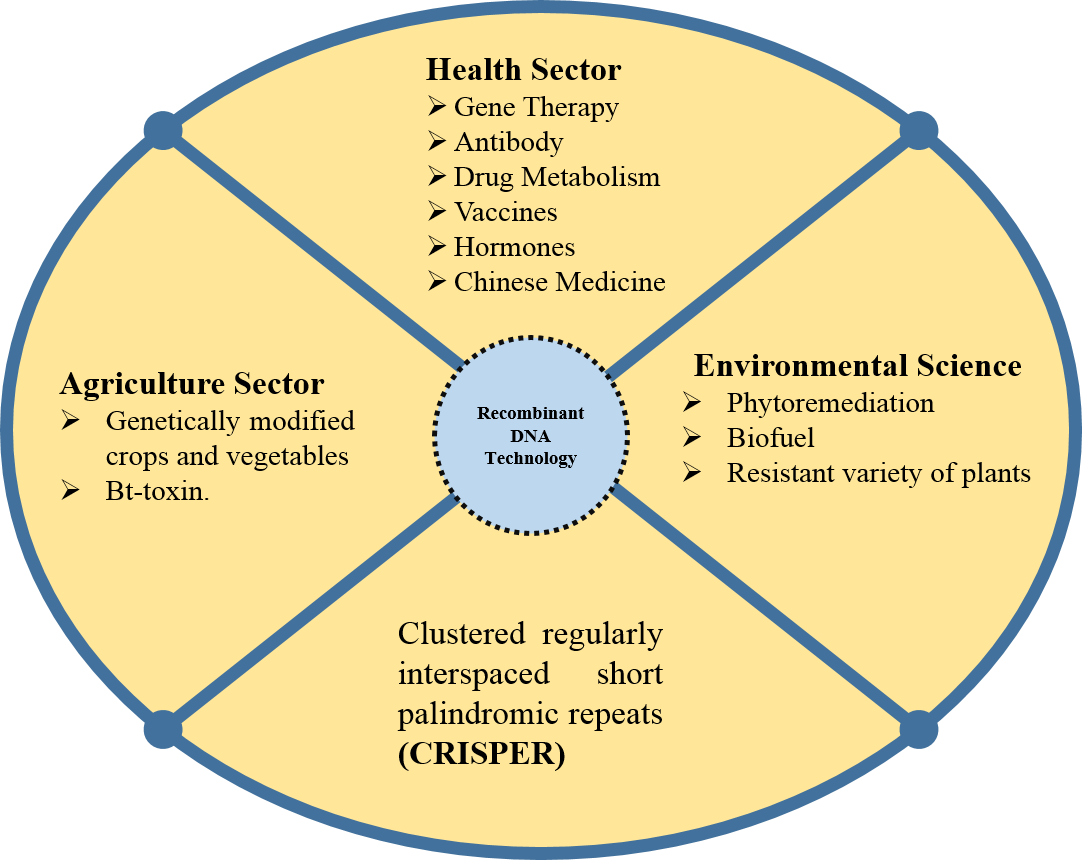 Health Sector
➢ Gene Therapy
➢ Antibody
➢ Drug Metabolism
➢ Vaccines
➢ Hormones
➢ Chinese Medicine
Agriculture Sector
➢ Genetically modified
crops and vegetables
➢ Bt-toxin.
Recombinant
DNA
Technology
Environmental Science
➢ Phytoremediation
➢ Biofuel
➢ Resistant variety of plants
Clustered regularly
interspaced short
palindromic repeats
(CRISPER)